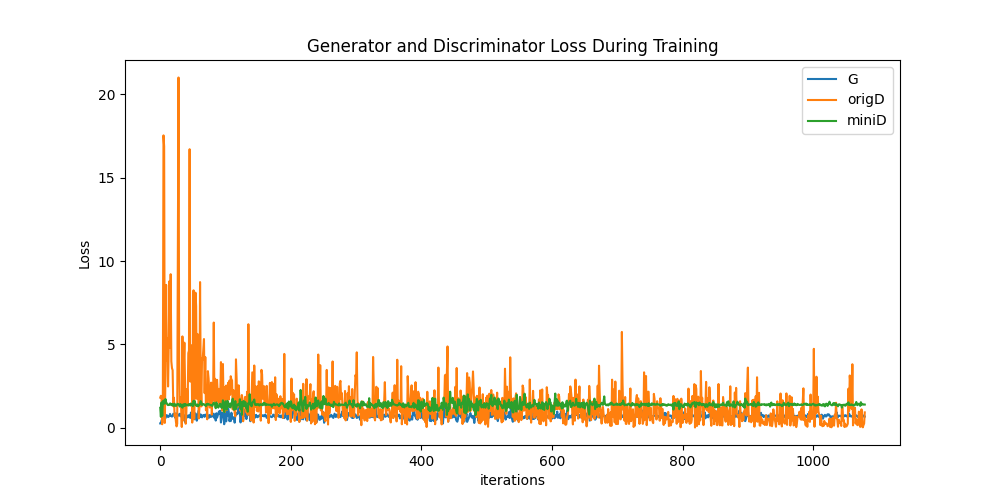 Generator and Discriminator Loss During Training
G
origD
miniD
20
15
10
5
0
Loss
0 200 400 600 800 1000
iterations